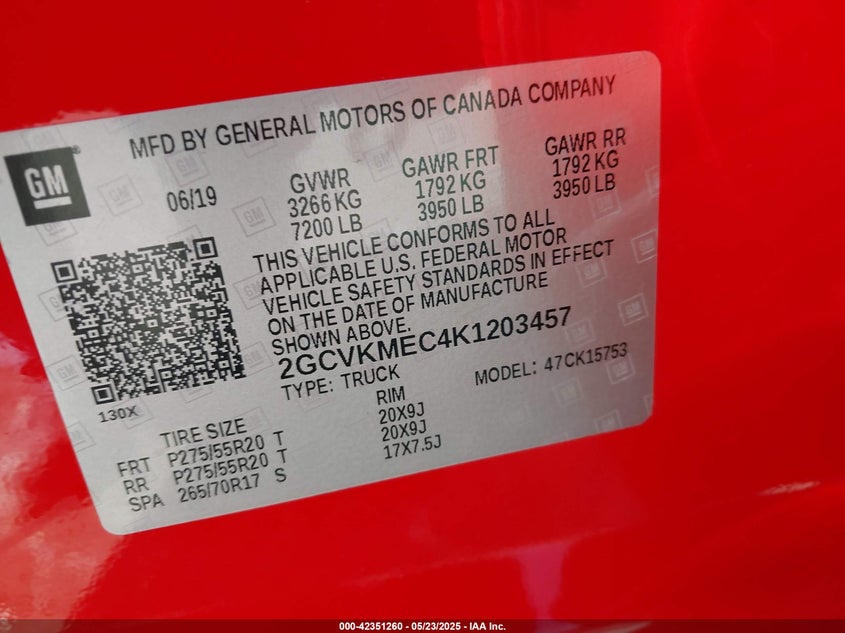 MFD BY GENERAL MOTORS OF CANADA COMPANY
GM
®
06/19
GVWR
3266 KG
7200 LB
GAWR FRT
1792 KG
3950 LB
GAWR RR
1792 KG
3950 LB
THIS VEHICLE CONFORMS TO ALL
APPLICABLE U.S. FEDERAL MOTOR
VEHICLE SAFETY STANDARDS IN EFFECT
ON THE DATE OF MANUFACTURE
SHOWN ABOVE.
2GCVKMEC4K1203457
TYPE: TRUCK MODEL: 47CK15753
130X
TIRE SIZE RIM
FRT P275/55R20 T 20X9J
RR P275/55R20 T 20X9J
SPA 265/70R17 S 17X7.5J
000-42351260 - 05/23/2025 - IAA Inc.